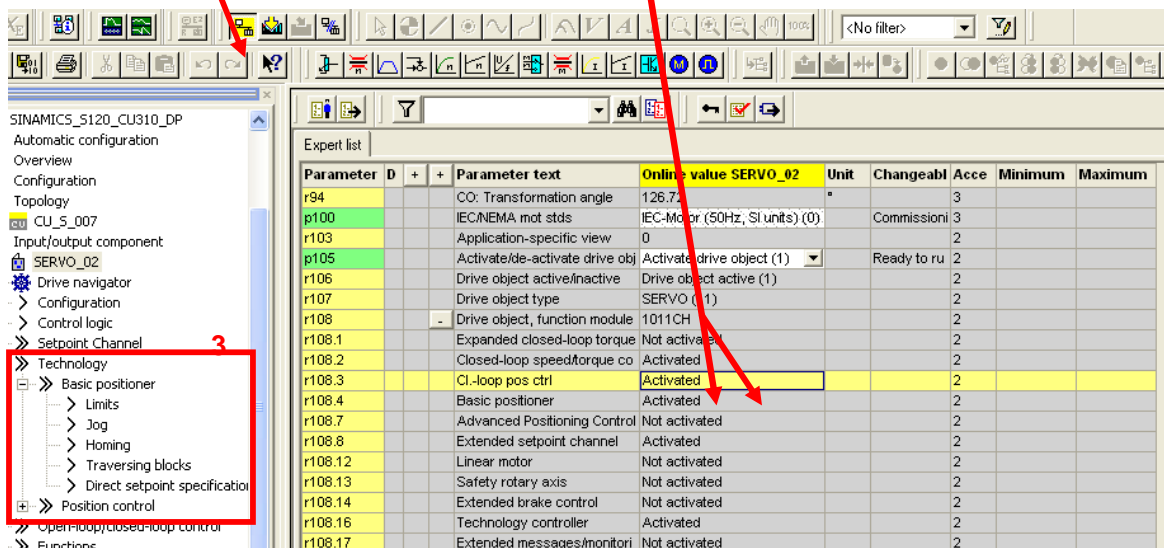 100%
<No filter>
SINAMICS_S120_CU310_DP
Automatic configuration
Overview
Configuration
Topology
CU_S_007
Input/output component
SERVO_02
Drive navigator
Configuration
Control logic
Setpoint Channel
3
Technology
Basic positioner
Limits
Jog
Homing
Traversing blocks
Direct setpoint specification
Position control
Open-loop/closed-loop control
Functions
Expert list
Parameter D + + Parameter text Online value SERVO_02 Unit Changeabl Acce Minimum Maximum
r94 CO: Transformation angle 126.72 ° 3
p100 IEC/NEMA mot stds IEC-Motor (50Hz, SI units) (0) Commissioni 3
r103 Application-specific view 0 2
p105 Activate/de-activate drive obj Activate drive object (1) Ready to ru 2
r106 Drive object active/inactive Drive object active (1) 2
r107 Drive object type SERVO (11) 2
r108 - Drive object, function module 1011CH 2
r108.1 Expanded closed-loop torque Not activated 2
r108.2 Closed-loop speed/torque co Activated 2
r108.3 Cl.-loop pos ctrl Activated 2
r108.4 Basic positioner Activated 2
r108.7 Advanced Positioning Control Not activated 2
r108.8 Extended setpoint channel Activated 2
r108.12 Linear motor Not activated 2
r108.13 Safety rotary axis Not activated 2
r108.14 Extended brake control Not activated 2
r108.16 Technology controller Activated 2
r108.17 Extended messages/monitori Not activated 2